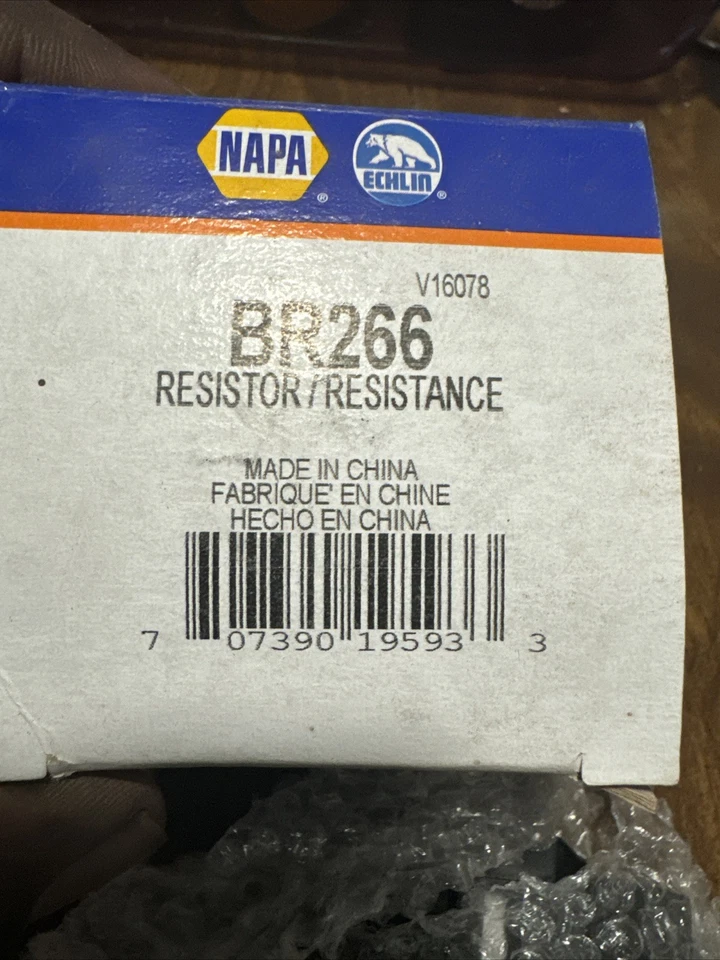 NAPA
ECHLIN
V16078
BR266
RESISTOR/RESISTANCE
MADE IN CHINA
FABRIQUE' EN CHINE
HECHO EN CHINA
7 07390 19593 3